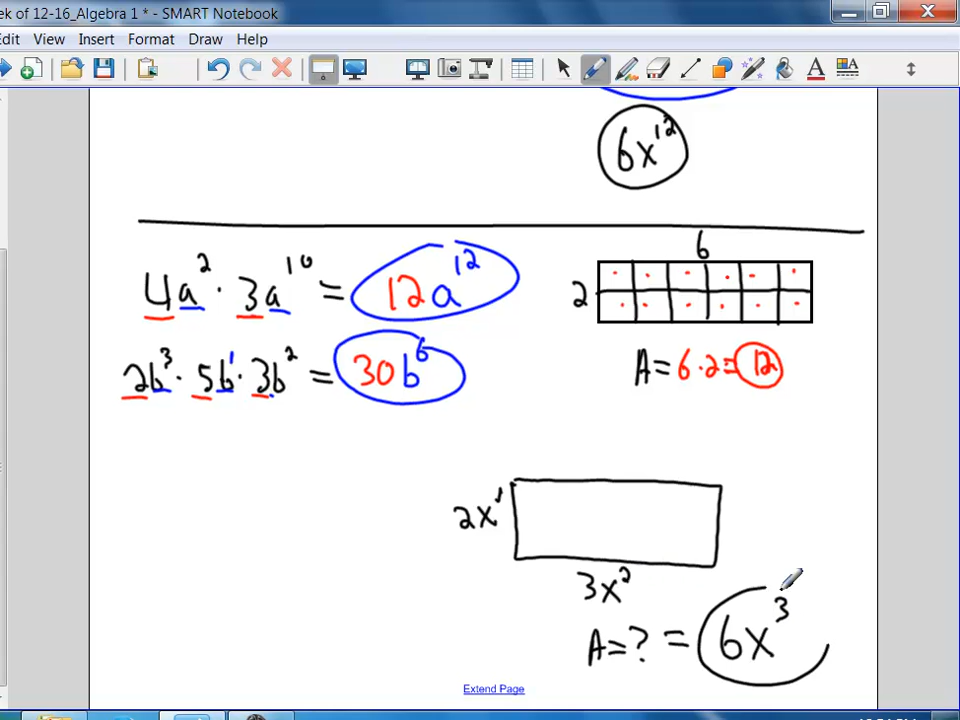 ek of 12-16_Algebra 1 * - SMART Notebook
Edit View Insert Format Draw Help
6x¹²
4a² · 3a¹⁰ = 12a¹²
6
2
2b³ · 5b¹ · 3b² = 30b⁶
A = 6 · 2 = 12
2x¹
3x²
A = ? = 6x³
Extend Page